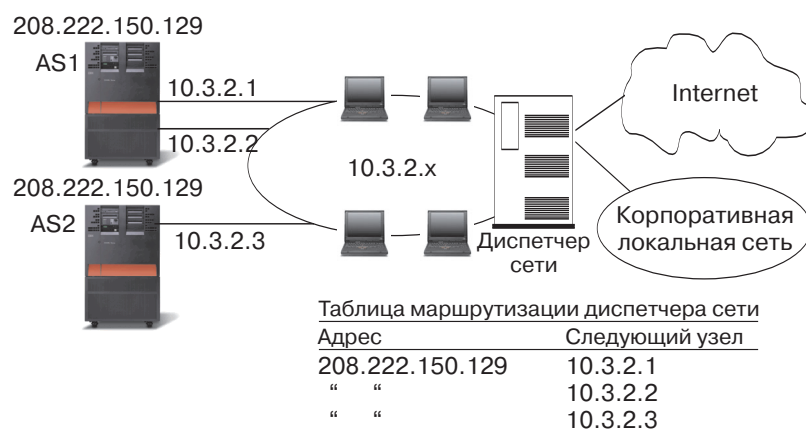 208.222.150.129
AS1
10.3.2.1
10.3.2.2
208.222.150.129
AS2
10.3.2.3
10.3.2.x
Internet
Корпоративная
локальная сеть
Диспетчер
сети
Таблица маршрутизации диспетчера сети
Адрес Следующий узел
208.222.150.129 10.3.2.1
“ “ 10.3.2.2
“ “ 10.3.2.3